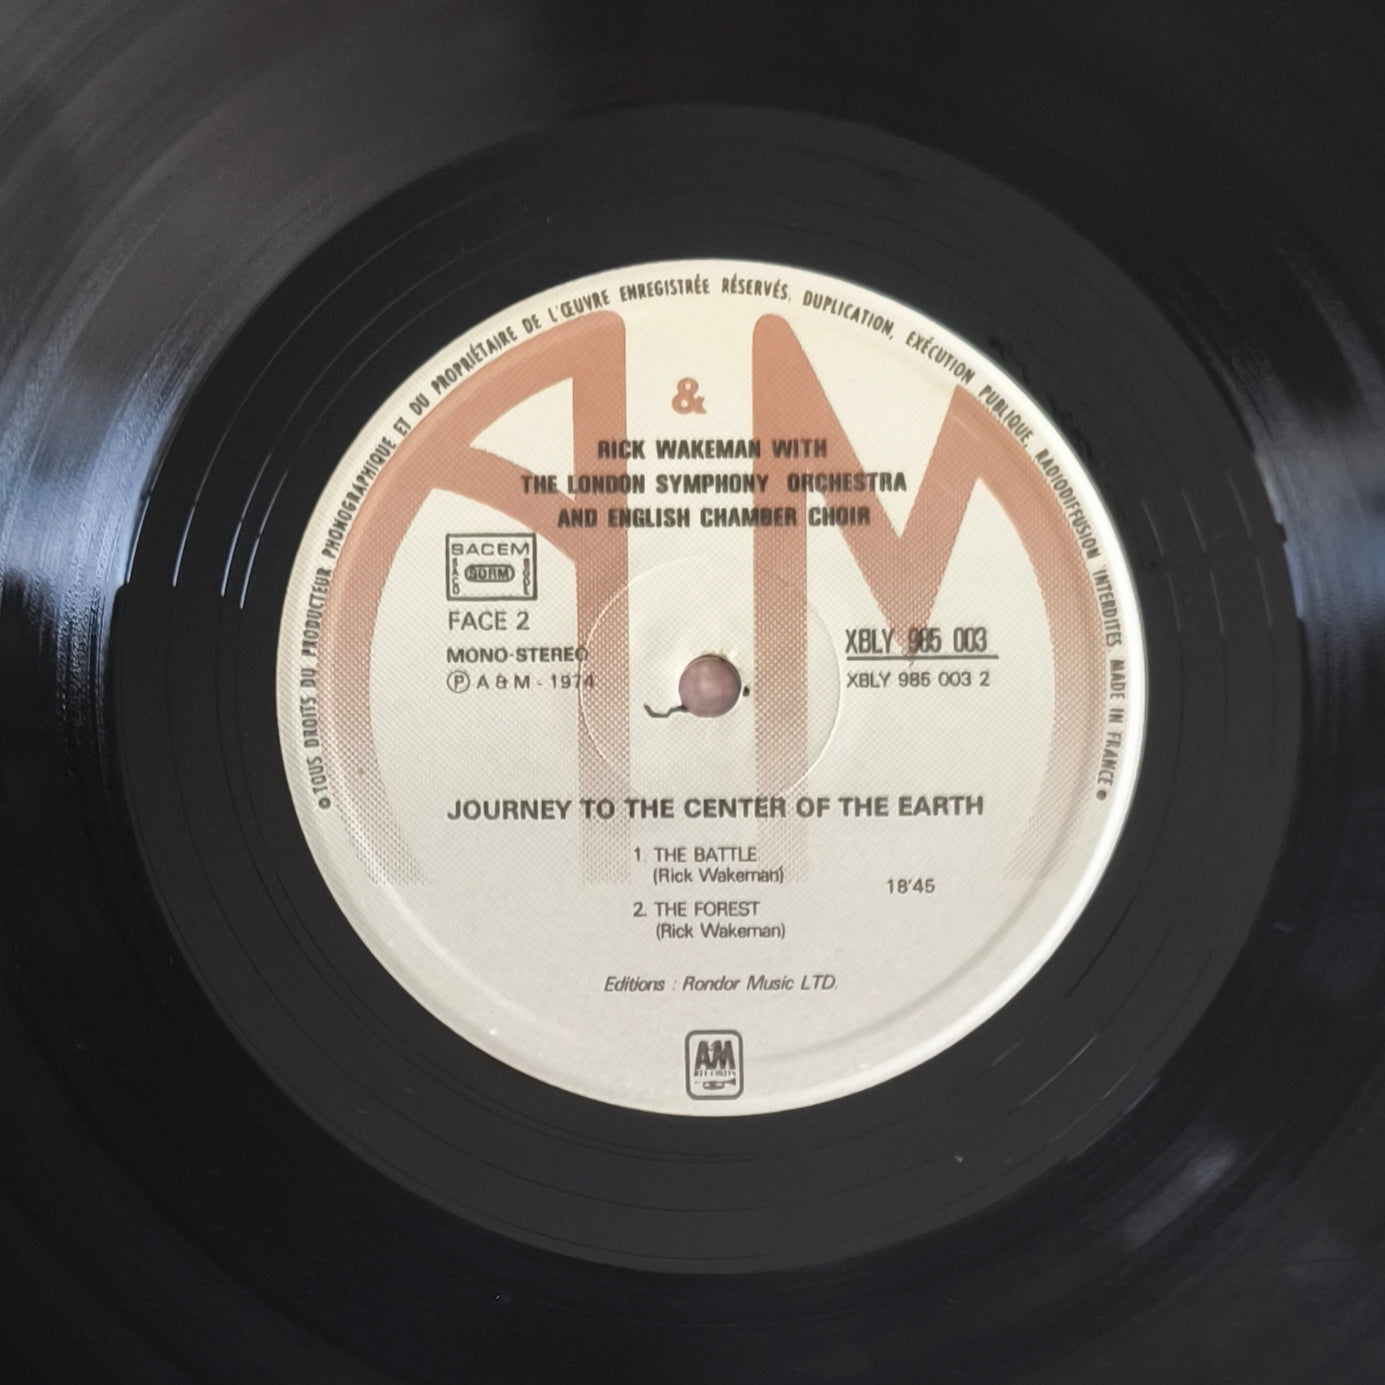 TOUS DROITS DU PRODUCTEUR PHONOGRAPHIQUE ET DU PROPRIÉTAIRE DE L'ŒUVRE ENREGISTRÉE RÉSERVÉS. DUPLICATION, EXÉCUTION PUBLIQUE, RADIODIFFUSION INTERDITES MADE IN FRANCE
A & M
RICK WAKEMAN WITH
THE LONDON SYMPHONY ORCHESTRA
AND ENGLISH CHAMBER CHOIR
SACEM
SACD SDRM SGDL
FACE 2
MONO-STEREO
Ⓟ A & M - 1974
XBLY 985 003
XBLY 985 003 2
JOURNEY TO THE CENTER OF THE EARTH
1. THE BATTLE
(Rick Wakeman)
18'45
2. THE FOREST
(Rick Wakeman)
Editions : Rondor Music LTD.
A&M
RECORDS